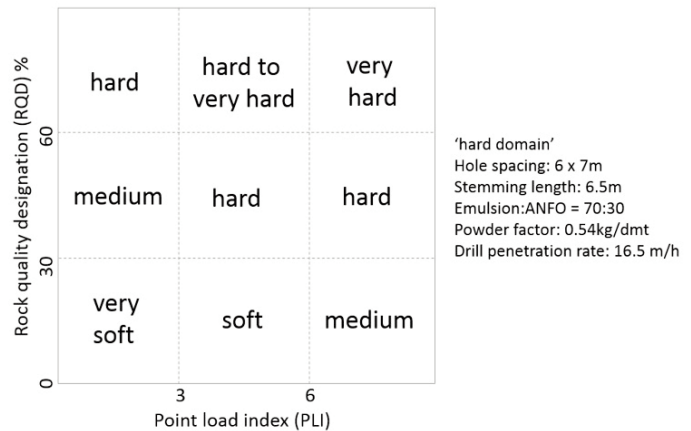 Rock quality designation (RQD) %
60
30
0
hard
hard to
very hard
very
hard
medium
hard
hard
very
soft
soft
medium
3
6
Point load index (PLI)
‘hard domain’
Hole spacing: 6 x 7m
Stemming length: 6.5m
Emulsion:ANFO = 70:30
Powder factor: 0.54kg/dmt
Drill penetration rate: 16.5 m/h